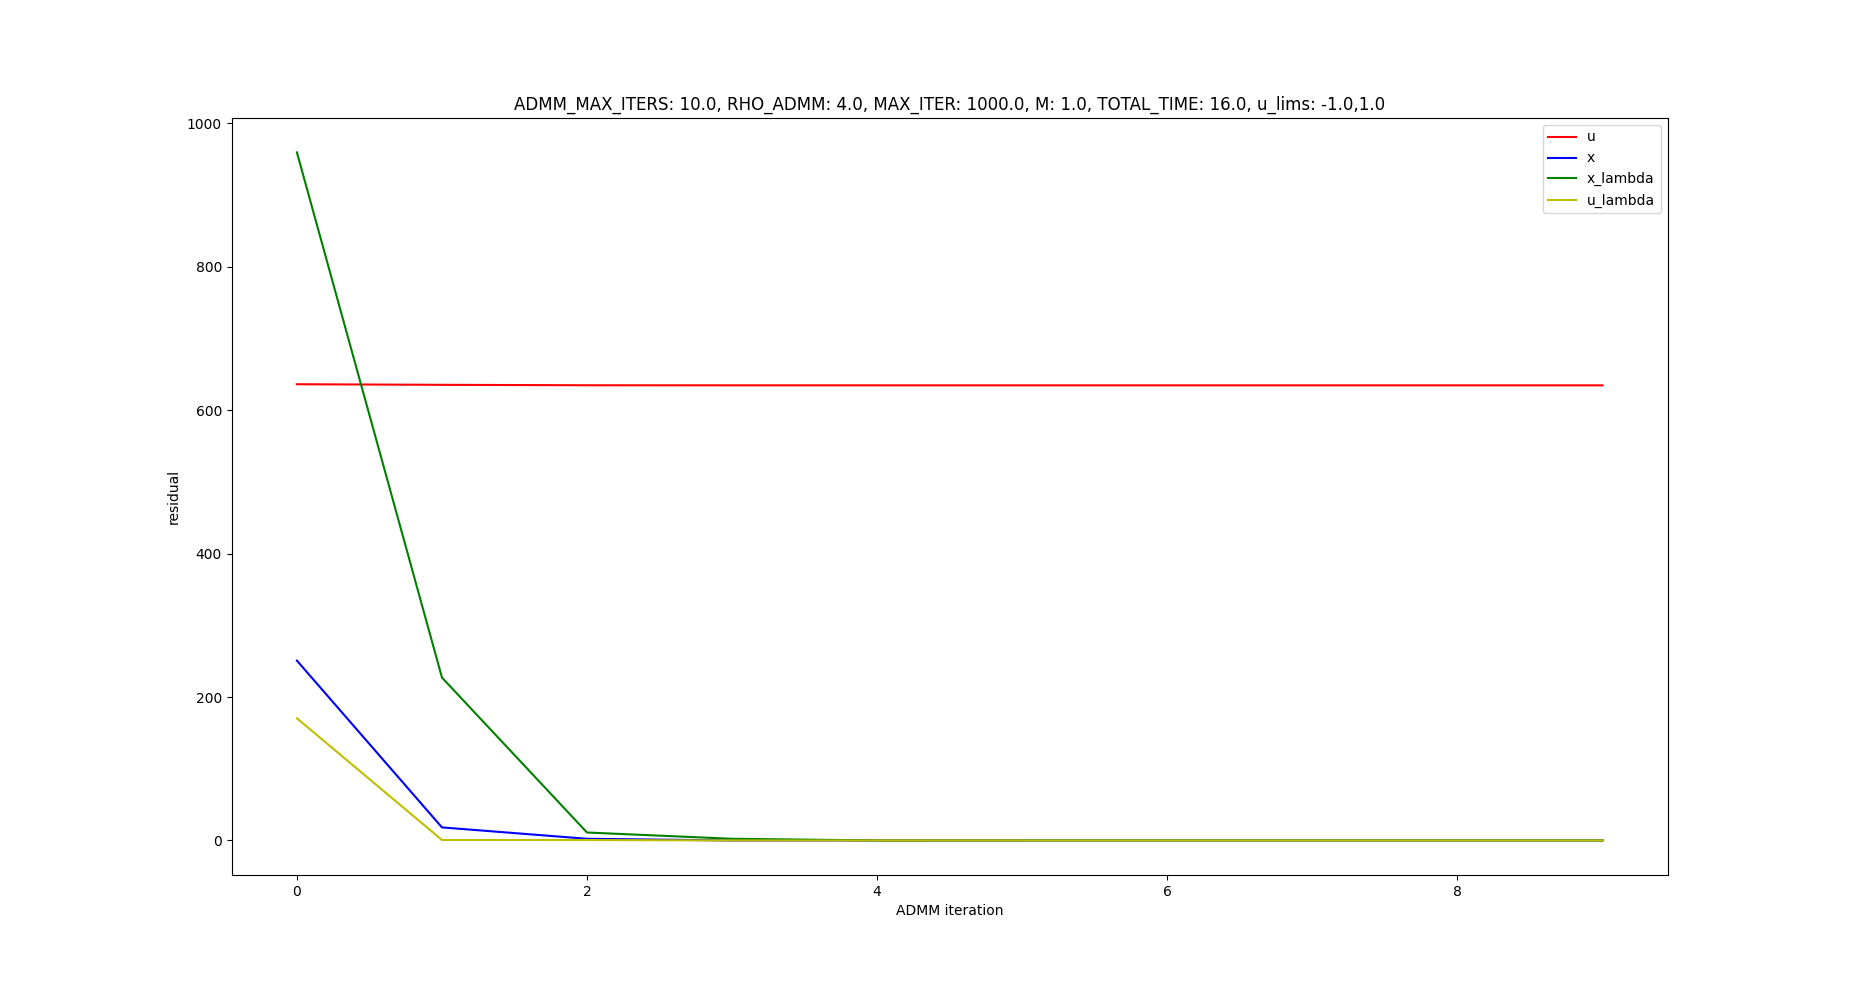 ADMM_MAX_ITERS: 10.0, RHO_ADMM: 4.0, MAX_ITER: 1000.0, M: 1.0, TOTAL_TIME: 16.0, u_lims: -1.0,1.0
1000
800
600
400
200
0
residual
u
x
x_lambda
u_lambda
0 2 4 6 8
ADMM iteration